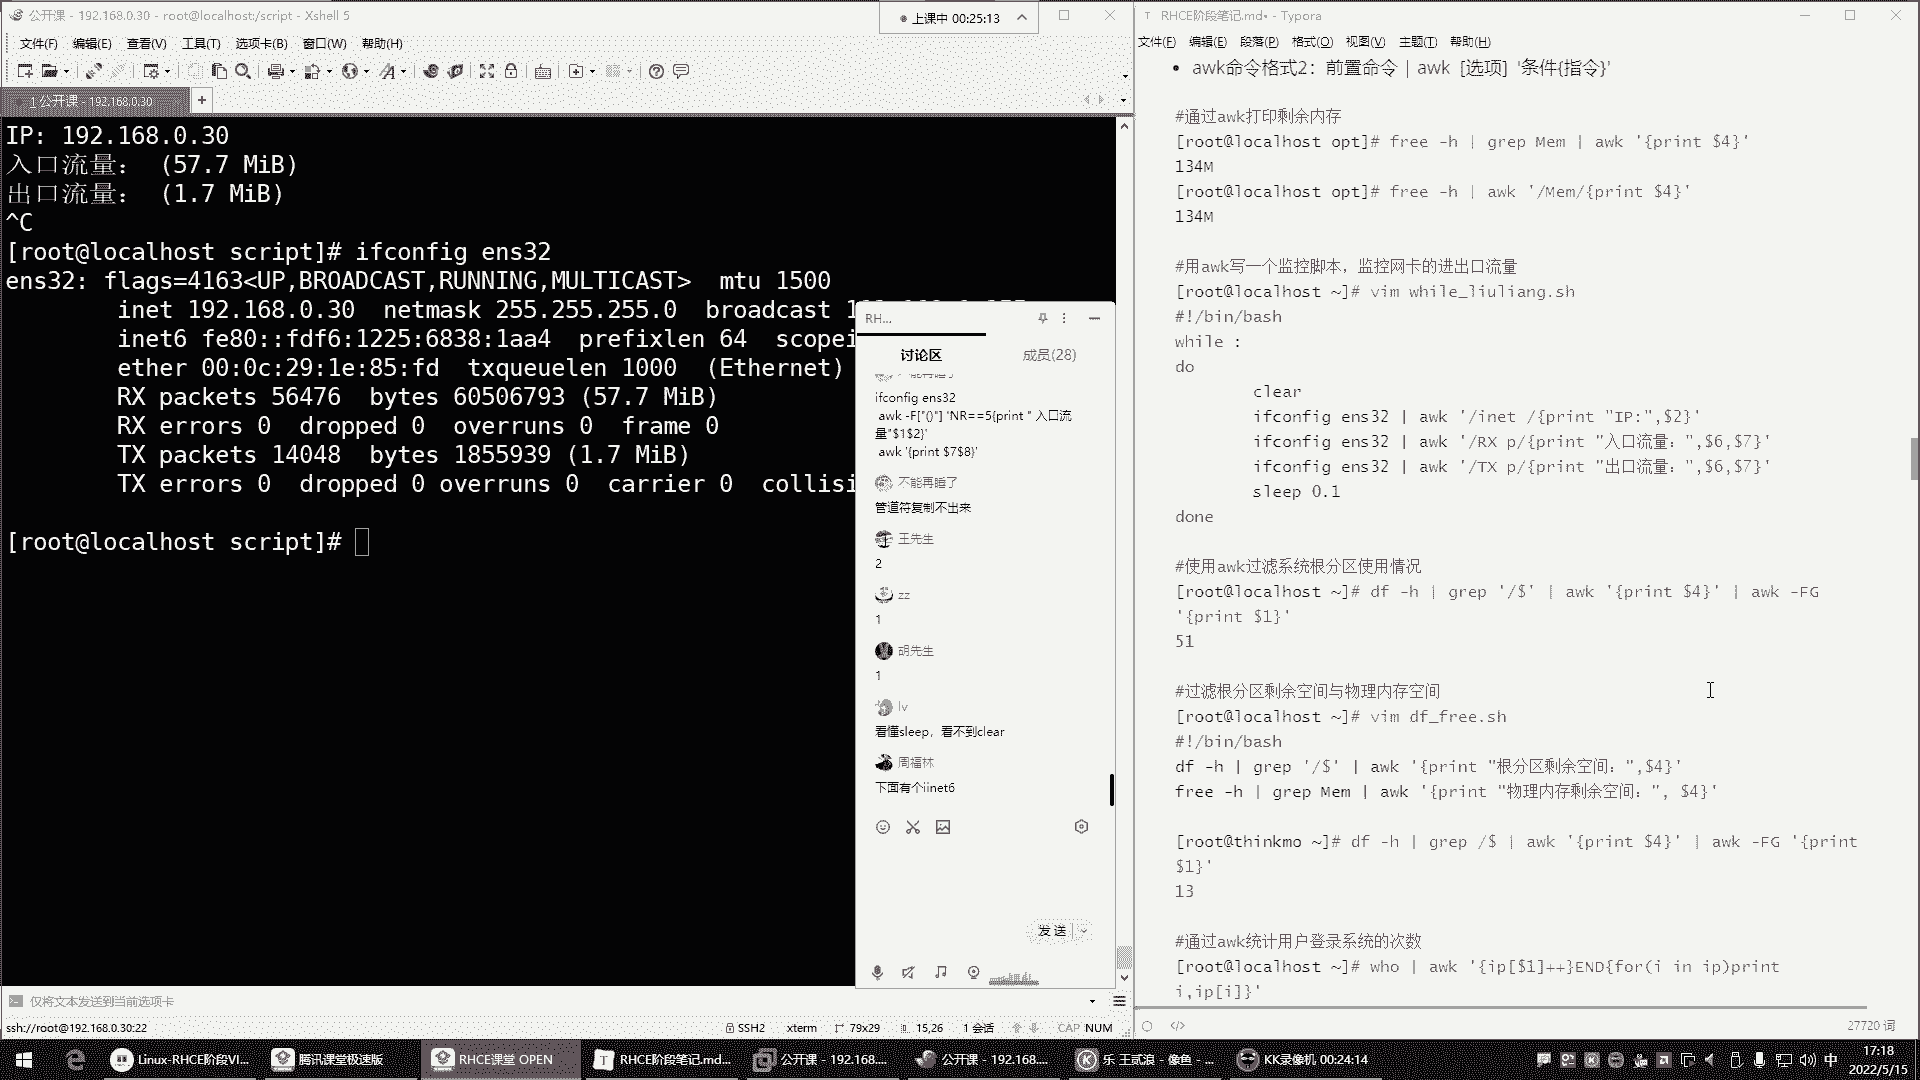 公开课 - 192.168.0.30 - root@localhost:/script - Xshell 5
上课中 00:25:13
文件(F) 编辑(E) 查看(V) 工具(T) 选项卡(B) 窗口(W) 帮助(H)
1 公开课 - 192.168.0.30
IP: 192.168.0.30
入口流量： (57.7 MiB)
出口流量： (1.7 MiB)
^C
[root@localhost script]# ifconfig ens32
ens32: flags=4163<UP,BROADCAST,RUNNING,MULTICAST>  mtu 1500
inet 192.168.0.30  netmask 255.255.255.0  broadcast
inet6 fe80::fdf6:1225:6838:1aa4  prefixlen 64  scopei
ether 00:0c:29:1e:85:fd  txqueuelen 1000  (Ethernet)
RX packets 56476  bytes 60506793 (57.7 MiB)
RX errors 0  dropped 0  overruns 0  frame 0
TX packets 14048  bytes 1855939 (1.7 MiB)
TX errors 0  dropped 0 overruns 0  carrier 0  collisi
[root@localhost script]#
RH...
讨论区 成员(28)
ifconfig ens32
awk -F["()"] 'NR==5{print " 入口流
量"$1$2}'
awk '{print $7$8}'
不能再睡了
管道符复制不出来
王先生
2
zz
1
胡先生
1
lv
看懂sleep，看不到clear
周福林
下面有个iinet6
发送
仅将文本发送到当前选项卡
ssh://root@192.168.0.30:22 SSH2 xterm 79x29 15,26 1 会话 CAP NUM
RHCE阶段笔记.md• - Typora
文件(F) 编辑(E) 段落(P) 格式(O) 视图(V) 主题(T) 帮助(H)
• awk命令格式2：前置命令 | awk [选项] '条件{指令}'
#通过awk打印剩余内存
[root@localhost opt]# free -h | grep Mem | awk '{print $4}'
134M
[root@localhost opt]# free -h | awk '/Mem/{print $4}'
134M
#用awk写一个监控脚本，监控网卡的进出口流量
[root@localhost ~]# vim while_liuliang.sh
#!/bin/bash
while :
do
clear
ifconfig ens32 | awk '/inet /{print "IP:",$2}'
ifconfig ens32 | awk '/RX p/{print "入口流量：",$6,$7}'
ifconfig ens32 | awk '/TX p/{print "出口流量：",$6,$7}'
sleep 0.1
done
#使用awk过滤系统根分区使用情况
[root@localhost ~]# df -h | grep '/$' | awk '{print $4}' | awk -FG
'{print $1}'
51
#过滤根分区剩余空间与物理内存空间
[root@localhost ~]# vim df_free.sh
#!/bin/bash
df -h | grep '/$' | awk '{print "根分区剩余空间：",$4}'
free -h | grep Mem | awk '{print "物理内存剩余空间：", $4}'
[root@thinkmo ~]# df -h | grep /$ | awk '{print $4}' | awk -FG '{print
$1}'
13
#通过awk统计用户登录系统的次数
[root@localhost ~]# who | awk '{ip[$1]++}END{for(i in ip)print
i,ip[i]}'
27720 词
Linux-RHCE阶段VI... 腾讯课堂极速版 RHCE课堂 OPEN RHCE阶段笔记.md... 公开课 - 192.168.... 公开课 - 192.168.... 乐 王贰浪 - 像鱼 - ... KK录像机 00:24:14 中
17:18
2022/5/15